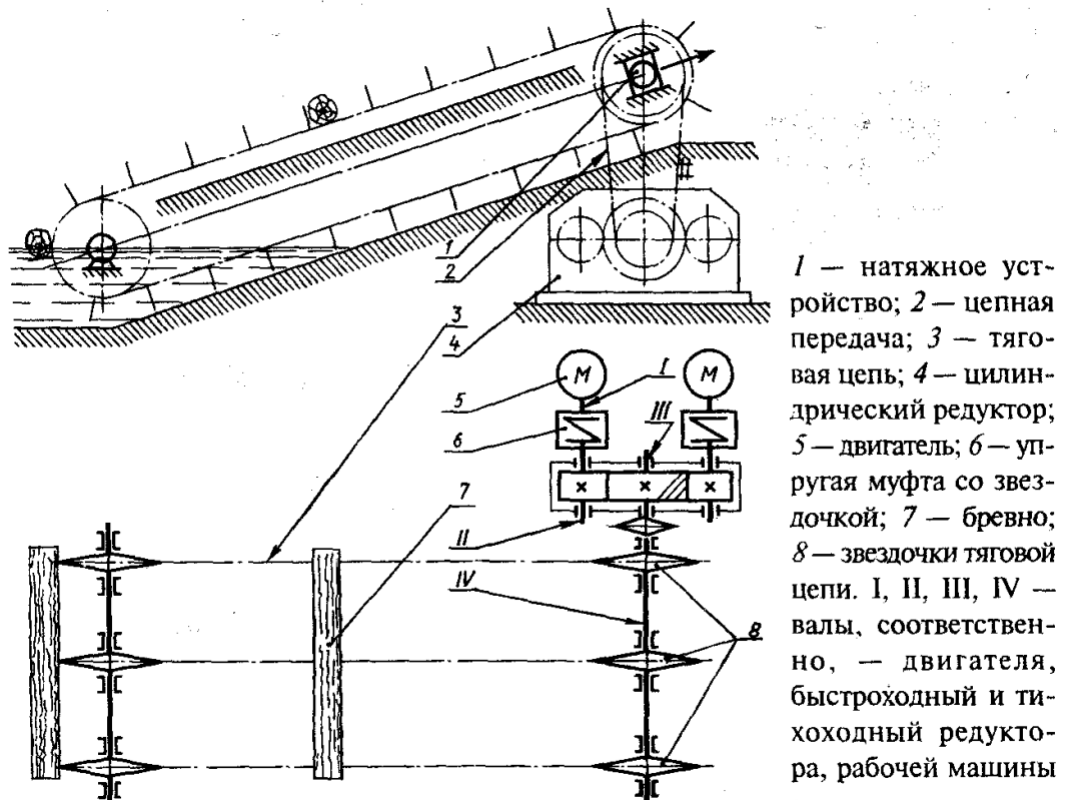 1
2
3
4
M
I
M
5
III
6
7
II
IV
8
1 — натяжное уст-
ройство; 2 — цепная
передача; 3 — тяго-
вая цепь; 4 — цилин-
дрический редуктор;
5 — двигатель; 6 — уп-
ругая муфта со звез-
дочкой; 7 — бревно;
8 — звездочки тяговой
цепи. I, II, III, IV —
валы, соответствен-
но, — двигателя,
быстроходный и ти-
хоходный редукто-
ра, рабочей машины